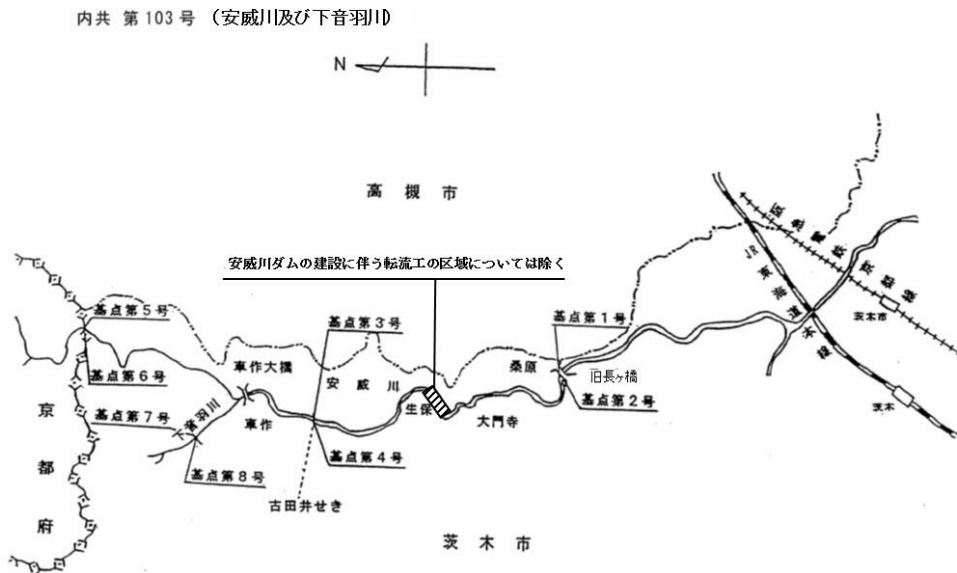 内共 第103号 (安威川及び下音羽川)
N
高槻市
安威川ダムの建設に伴う転流工の区域については除く
阪急電鉄京都線
JR東海道本線
茨木市
茨木
基点第5号
基点第3号
基点第1号
車作大橋
安威川
桑原
旧長ヶ橋
基点第6号
基点第2号
京都府
基点第7号
下音羽川
車作
生保
大門寺
基点第4号
基点第8号
古田井せき
茨木市